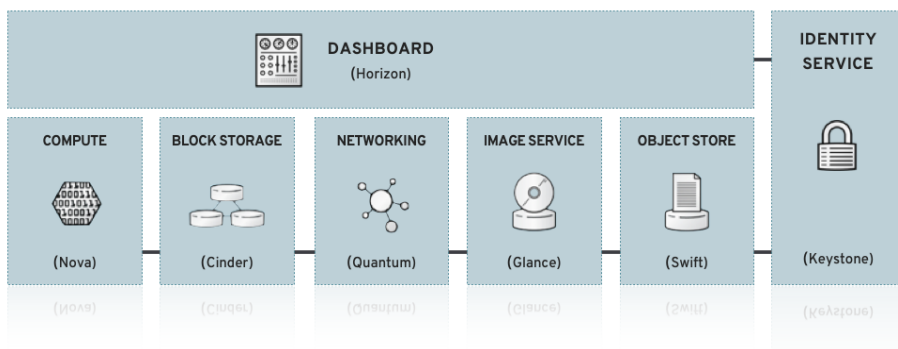 DASHBOARD
(Horizon)
IDENTITY
SERVICE
COMPUTE
BLOCK STORAGE
NETWORKING
IMAGE SERVICE
OBJECT STORE
(Nova)
(Cinder)
(Quantum)
(Glance)
(Swift)
(Keystone)